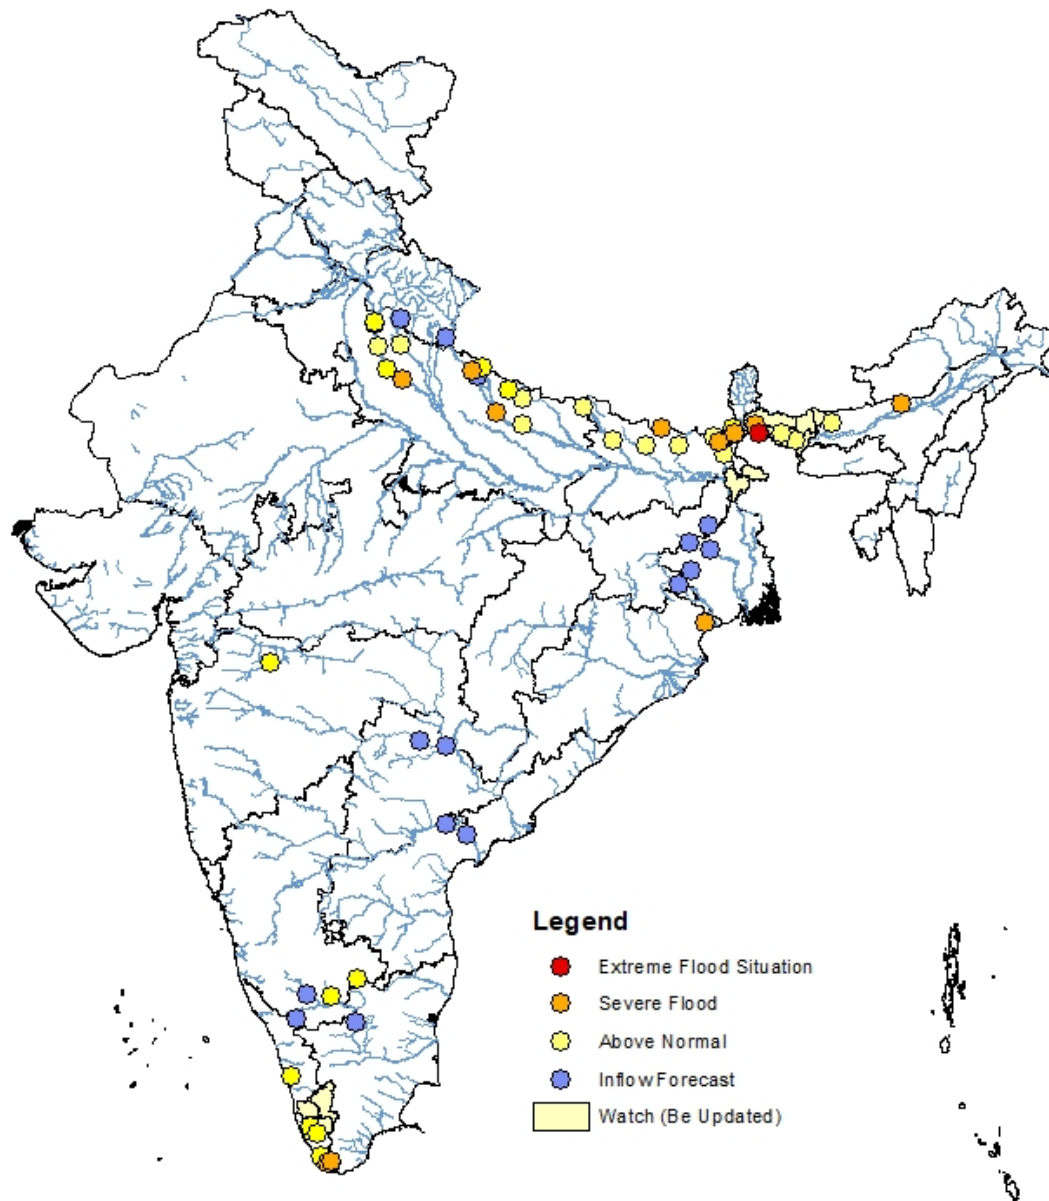 Legend
Extreme Flood Situation
Severe Flood
Above Normal
Inflow Forecast
Watch (Be Updated)